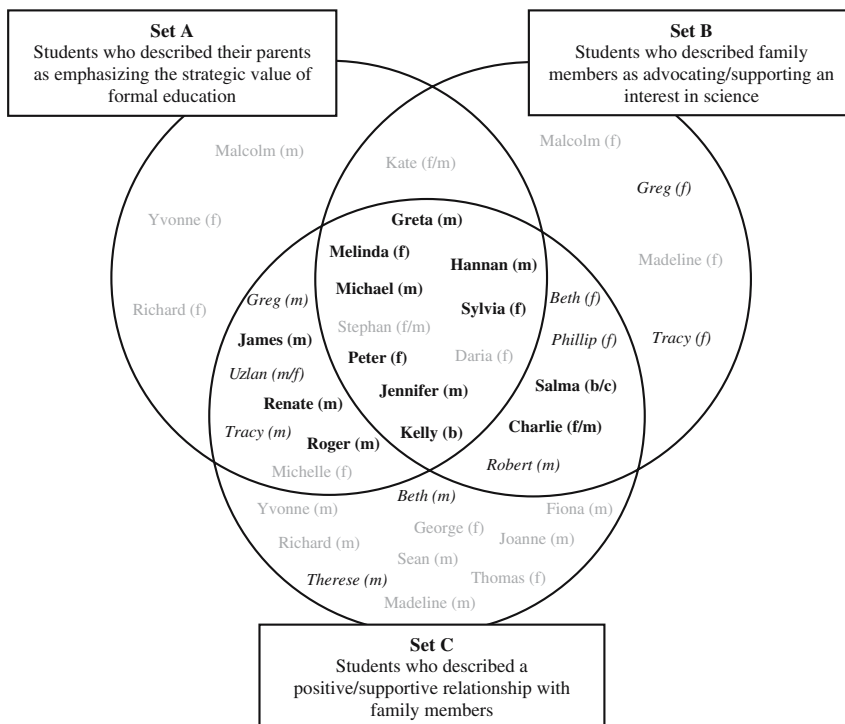 Set A
Students who described their parents
as emphasizing the strategic value of
formal education
Set B
Students who described family
members as advocating/supporting an
interest in science
Malcolm (m)
Malcolm (f)
Kate (f/m)
Greg (f)
Yvonne (f)
Greta (m)
Melinda (f)
Hannan (m)
Madeline (f)
Michael (m)
Greg (m)
Beth (f)
Richard (f)
Sylvia (f)
Stephan (f/m)
James (m)
Phillip (f)
Tracy (f)
Peter (f)
Daria (f)
Uzlan (m/f)
Jennifer (m)
Salma (b/c)
Renate (m)
Tracy (m)
Kelly (b)
Charlie (f/m)
Roger (m)
Michelle (f)
Robert (m)
Beth (m)
Yvonne (m)
Fiona (m)
George (f)
Richard (m)
Joanne (m)
Sean (m)
Therese (m)
Thomas (f)
Madeline (m)
Set C
Students who described a
positive/supportive relationship with
family members